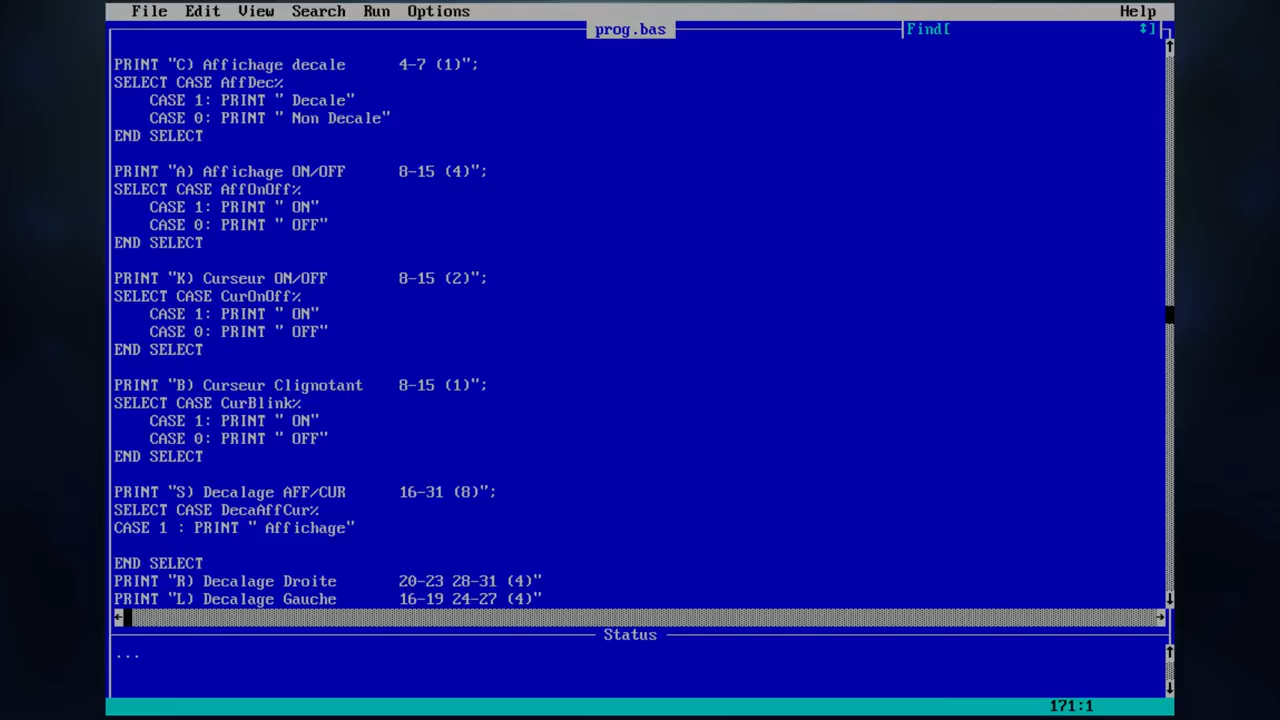 File Edit View Search Run Options Help
prog.bas Find[ ↕]
PRINT "C) Affichage decale      4-7 (1)";
SELECT CASE AffDec%
    CASE 1: PRINT " Decale"
    CASE 0: PRINT " Non Decale"
END SELECT
PRINT "A) Affichage ON/OFF      8-15 (4)";
SELECT CASE AffOnOff%
    CASE 1: PRINT " ON"
    CASE 0: PRINT " OFF"
END SELECT
PRINT "K) Curseur ON/OFF        8-15 (2)";
SELECT CASE CurOnOff%
    CASE 1: PRINT " ON"
    CASE 0: PRINT " OFF"
END SELECT
PRINT "B) Curseur Clignotant    8-15 (1)";
SELECT CASE CurBlink%
    CASE 1: PRINT " ON"
    CASE 0: PRINT " OFF"
END SELECT
PRINT "S) Decalage AFF/CUR      16-31 (8)";
SELECT CASE DecaAffCur%
CASE 1 : PRINT " Affichage"
END SELECT
PRINT "R) Decalage Droite       20-23 28-31 (4)"
PRINT "L) Decalage Gauche       16-19 24-27 (4)"
Status
...
171:1